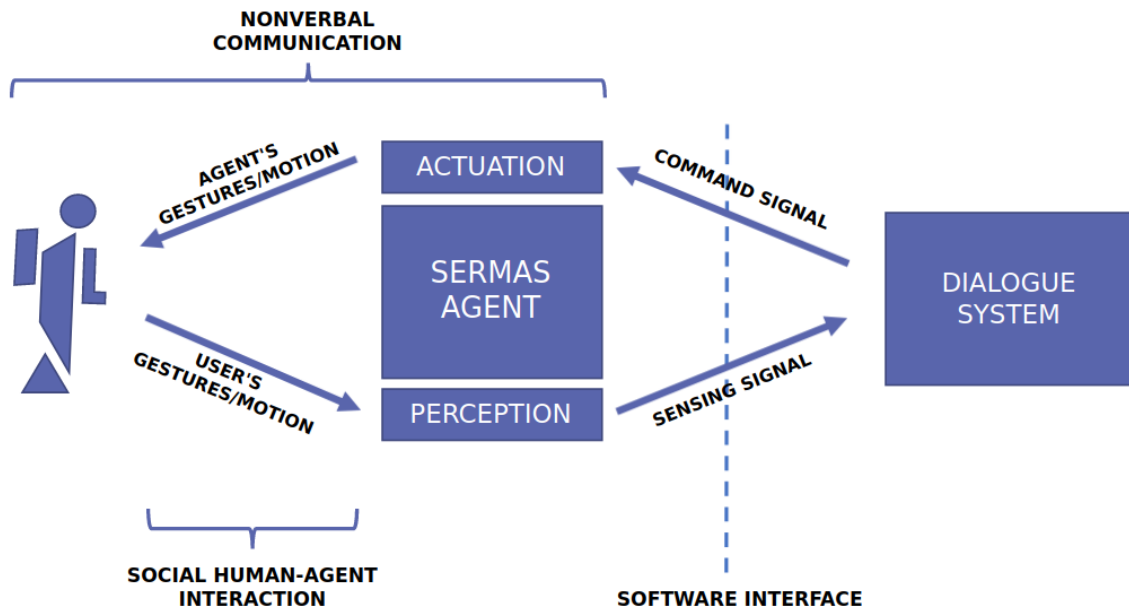 NONVERBAL
COMMUNICATION
AGENT'S
GESTURES/MOTION
ACTUATION
COMMAND SIGNAL
SERMAS
AGENT
DIALOGUE
SYSTEM
USER'S
GESTURES/MOTION
PERCEPTION
SENSING SIGNAL
SOCIAL HUMAN-AGENT
INTERACTION
SOFTWARE INTERFACE